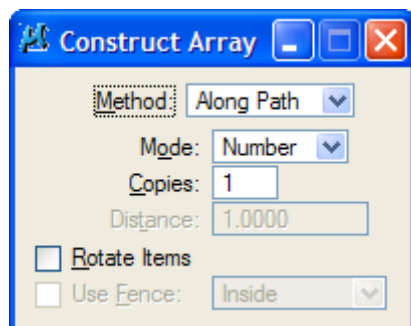 Construct Array
Method: Along Path
Mode: Number
Copies: 1
Distance: 1.0000
Rotate Items
Use Fence: Inside